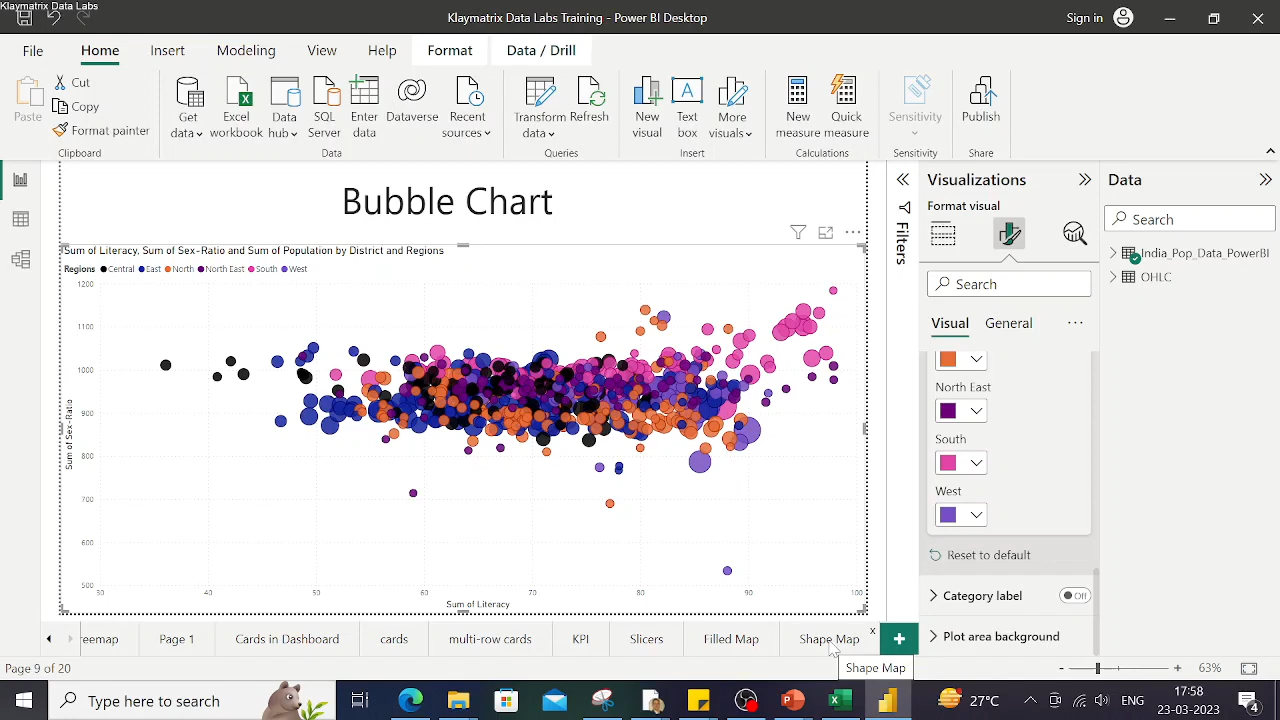 Klaymatrix Data Labs
Klaymatrix Data Labs Training - Power BI Desktop
Sign in
File Home Insert Modeling View Help Format Data / Drill
Paste
Cut
Copy
Format painter
Clipboard
Get data
Excel workbook
Data hub
SQL Server
Enter data
Dataverse
Recent sources
Data
Transform data
Refresh
Queries
New visual
Text box
More visuals
Insert
New measure
Quick measure
Calculations
Sensitivity
Sensitivity
Publish
Share
Bubble Chart
Sum of Literacy, Sum of Sex-Ratio and Sum of Population by District and Regions
Regions Central East North North East South West
1200
1100
1000
900
800
700
600
500
Sum of Sex-Ratio
30 40 50 60 70 80 90 100
Sum of Literacy
Filters
Visualizations
Format visual
Search
Visual General
North East
South
West
Reset to default
Category label Off
Plot area background
Data
Search
India_Pop_Data_PowerBI
OHLC
eemap Page 1 Cards in Dashboard cards multi-row cards KPI Slicers Filled Map Shape Map x +
Shape Map
Page 9 of 20
- + 63%
Type here to search
27°C
ENG
17:58
23-03-2023
4